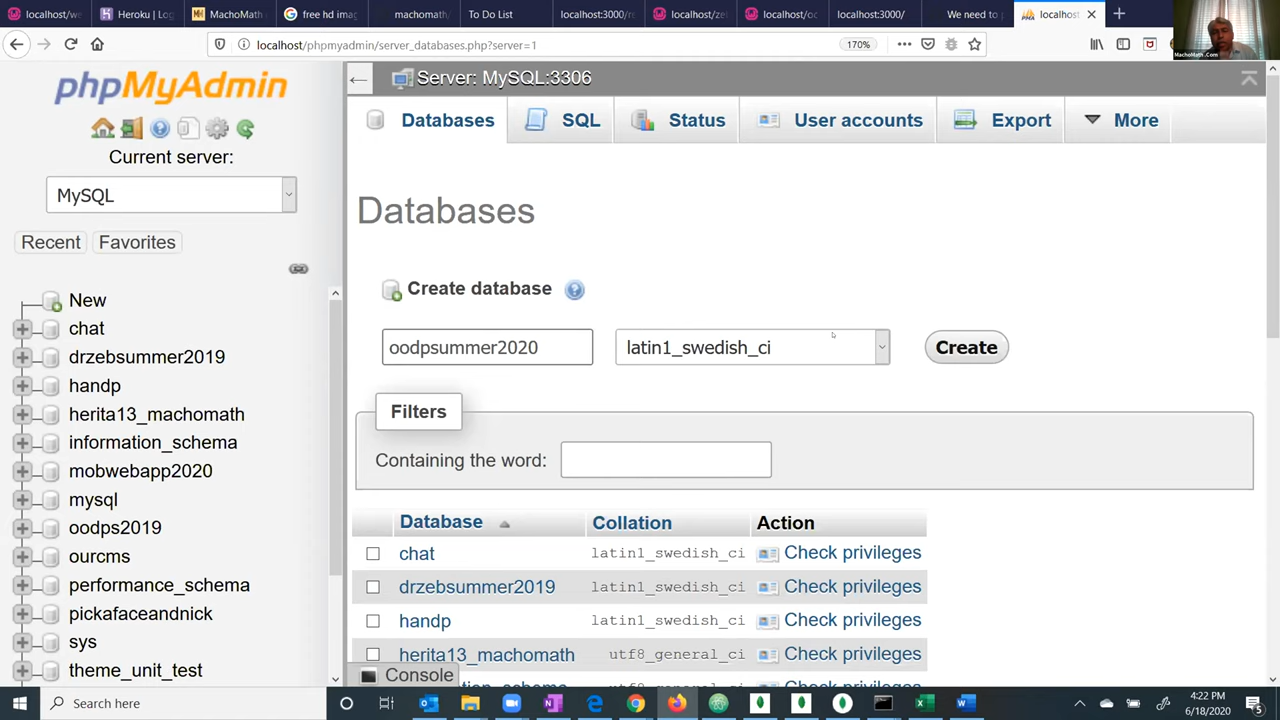 localhost/we
Heroku | Log
MachoMath
free hd imag
machomath/
To Do List
localhost:3000/re
localhost/zet
localhost/oc
localhost:3000/
We need to
localhost
localhost/phpmyadmin/server_databases.php?server=1
170%
MachoMath .Com
phpMyAdmin
Current server:
MySQL
Recent
Favorites
New
chat
drzebsummer2019
handp
herita13_machomath
information_schema
mobwebapp2020
mysql
oodps2019
ourcms
performance_schema
pickafaceandnick
sys
theme_unit_test
Server: MySQL:3306
Databases
SQL
Status
User accounts
Export
More
Databases
Create database
oodpsummer2020
latin1_swedish_ci
Create
Filters
Containing the word:
Database
Collation
Action
chat latin1_swedish_ci Check privileges
drzebsummer2019 latin1_swedish_ci Check privileges
handp latin1_swedish_ci Check privileges
herita13_machomath utf8_general_ci Check privileges
Console
Search here
4:22 PM
6/18/2020